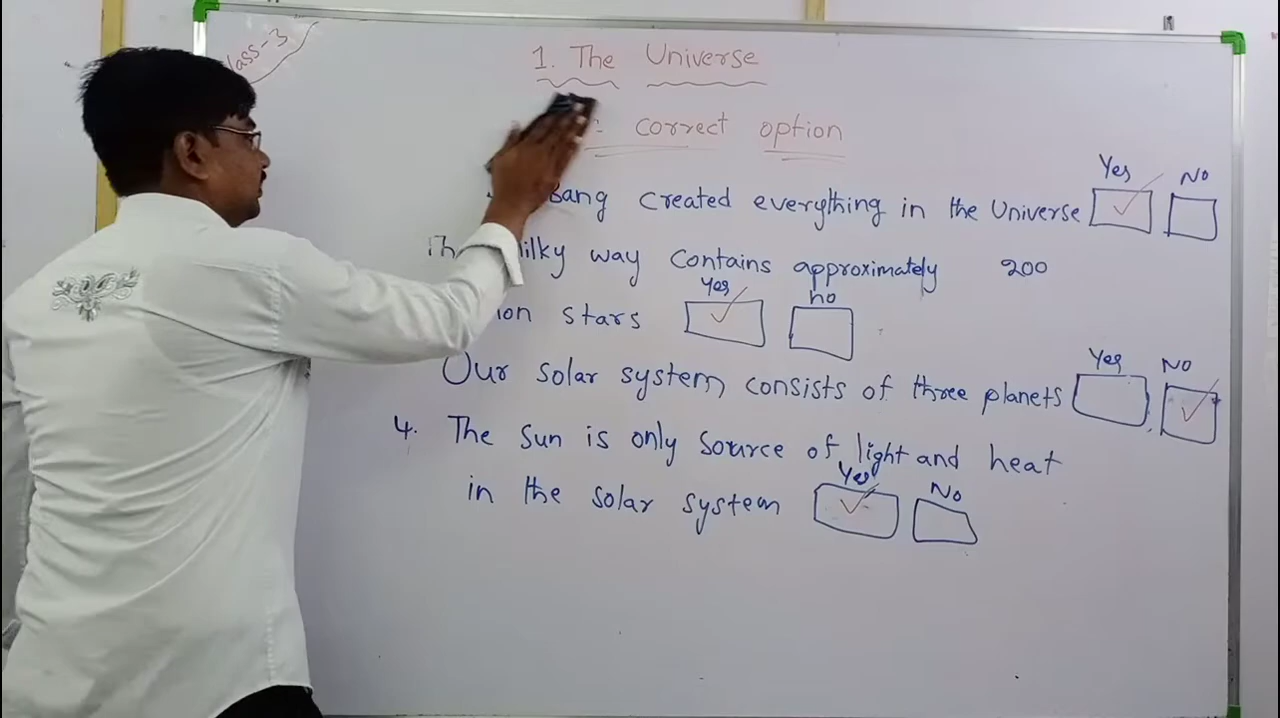 class-3
1. The Universe
correct option
Bang created everything in the Universe Yes No
milky way contains approximately 200
stars Yes no
Our solar system consists of three planets Yes No
4. The Sun is only source of light and heat
in the solar system Yes No